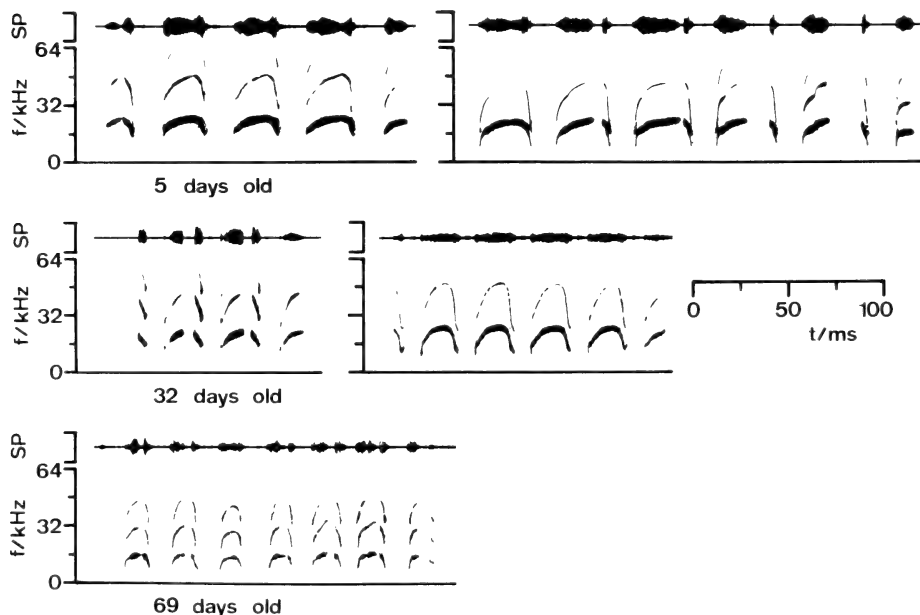 SP
64
f/kHz
32
0
5 days old
SP
64
f/kHz
32
0
32 days old
0 50 100
t/ms
SP
64
f/kHz
32
0
69 days old